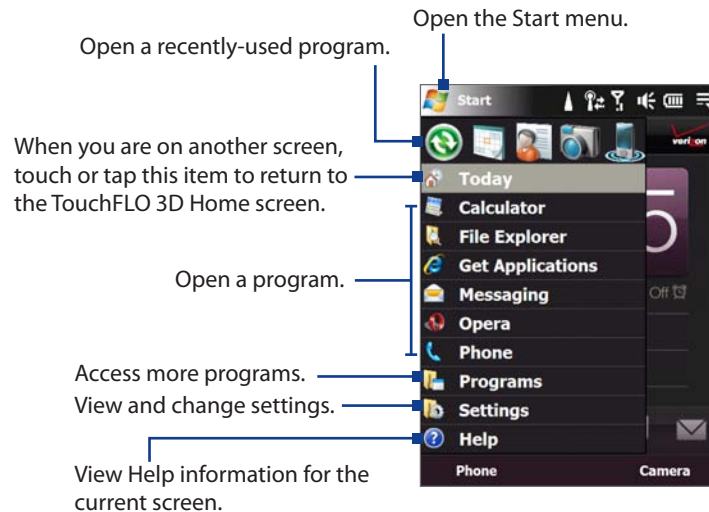 Open the Start menu.
Open a recently-used program.
Start
verizon
When you are on another screen,
touch or tap this item to return to
the TouchFLO 3D Home screen.
Today
Calculator
File Explorer
Get Applications
Open a program.
Messaging
Off
Opera
Phone
Access more programs.
Programs
View and change settings.
Settings
Help
View Help information for the
current screen.
Phone
Camera
5